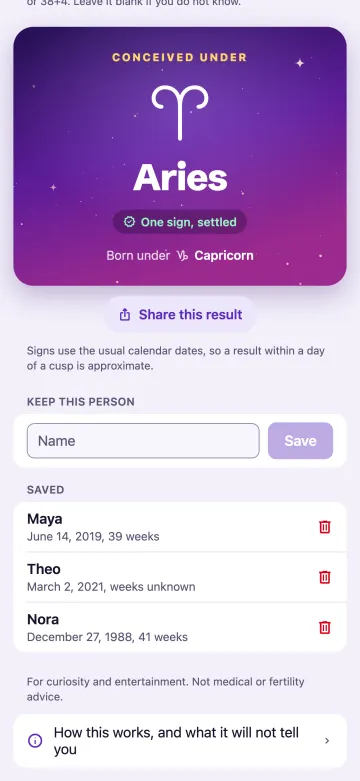 or 38+4. Leave it blank if you do not know.
CONCEIVED UNDER
Aries
One sign, settled
Born under ♑ Capricorn
Share this result
Signs use the usual calendar dates, so a result within a day
of a cusp is approximate.
KEEP THIS PERSON
Name
Save
SAVED
Maya
June 14, 2019, 39 weeks
Theo
March 2, 2021, weeks unknown
Nora
December 27, 1988, 41 weeks
For curiosity and entertainment. Not medical or fertility
advice.
How this works, and what it will not tell
you